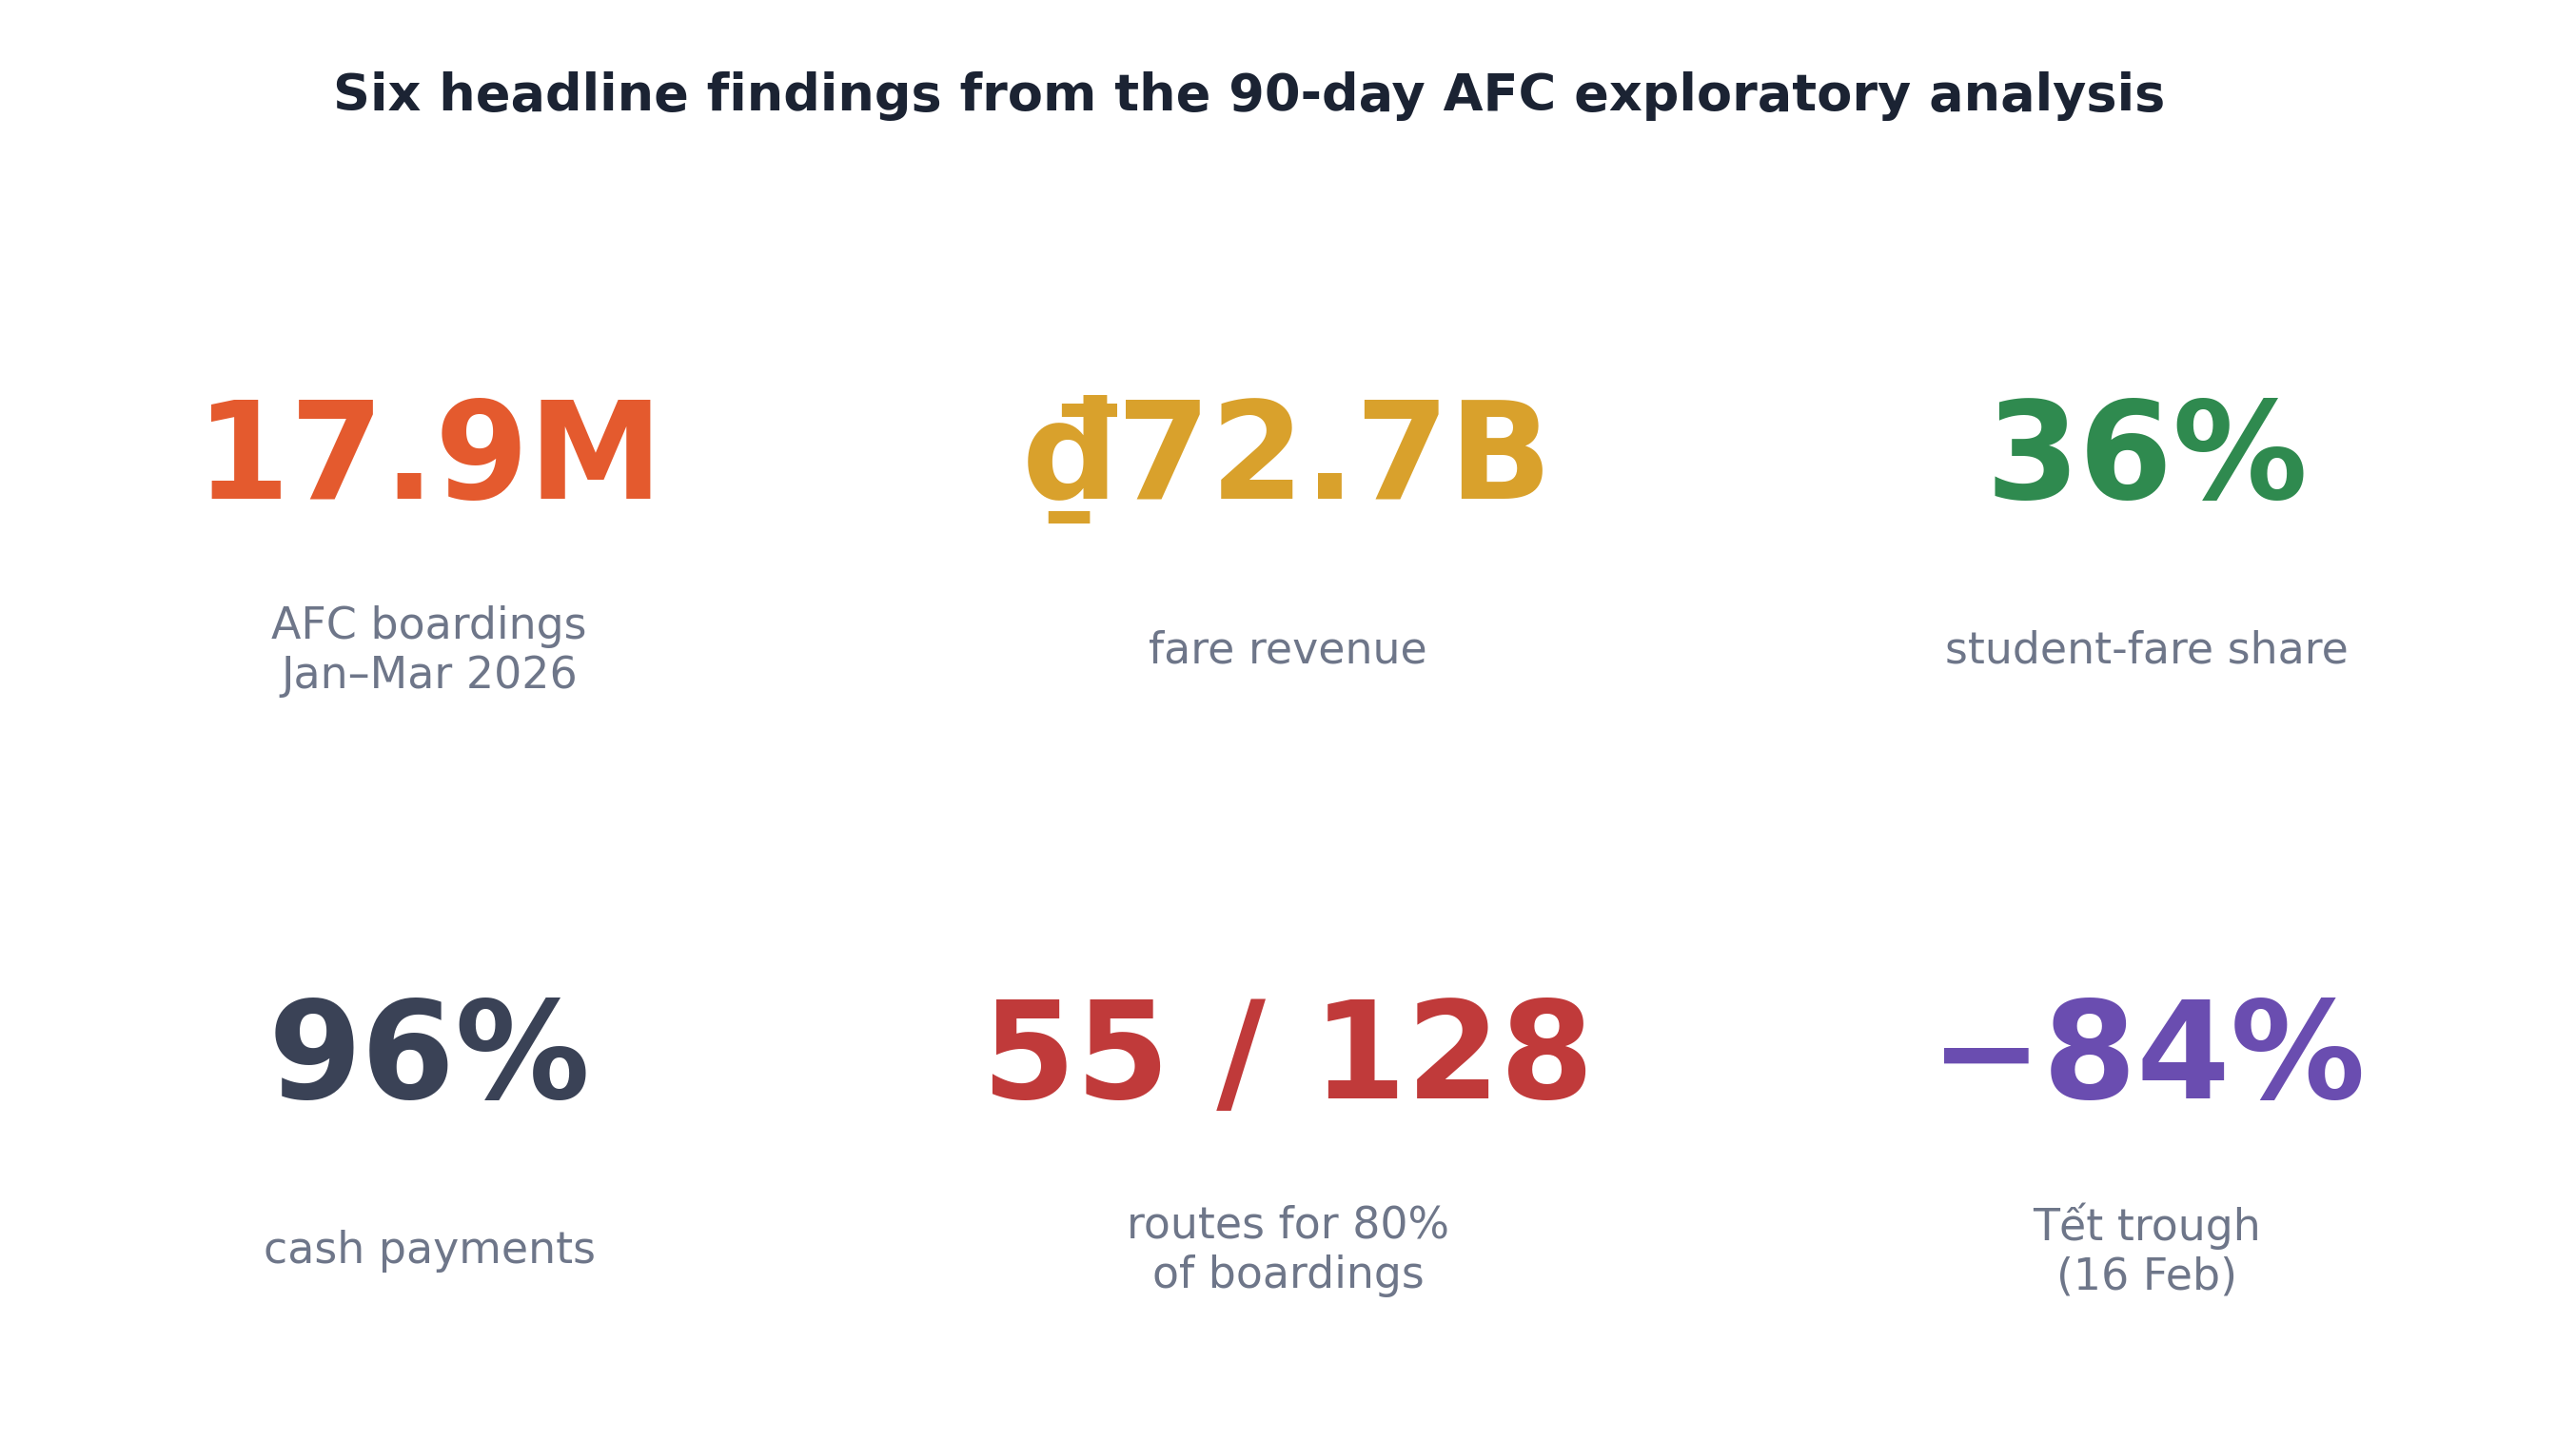 Six headline findings from the 90-day AFC exploratory analysis
17.9M
₫72.7B
36%
AFC boardings
Jan–Mar 2026
fare revenue
student-fare share
96%
55 / 128
−84%
cash payments
routes for 80%
of boardings
Tết trough
(16 Feb)